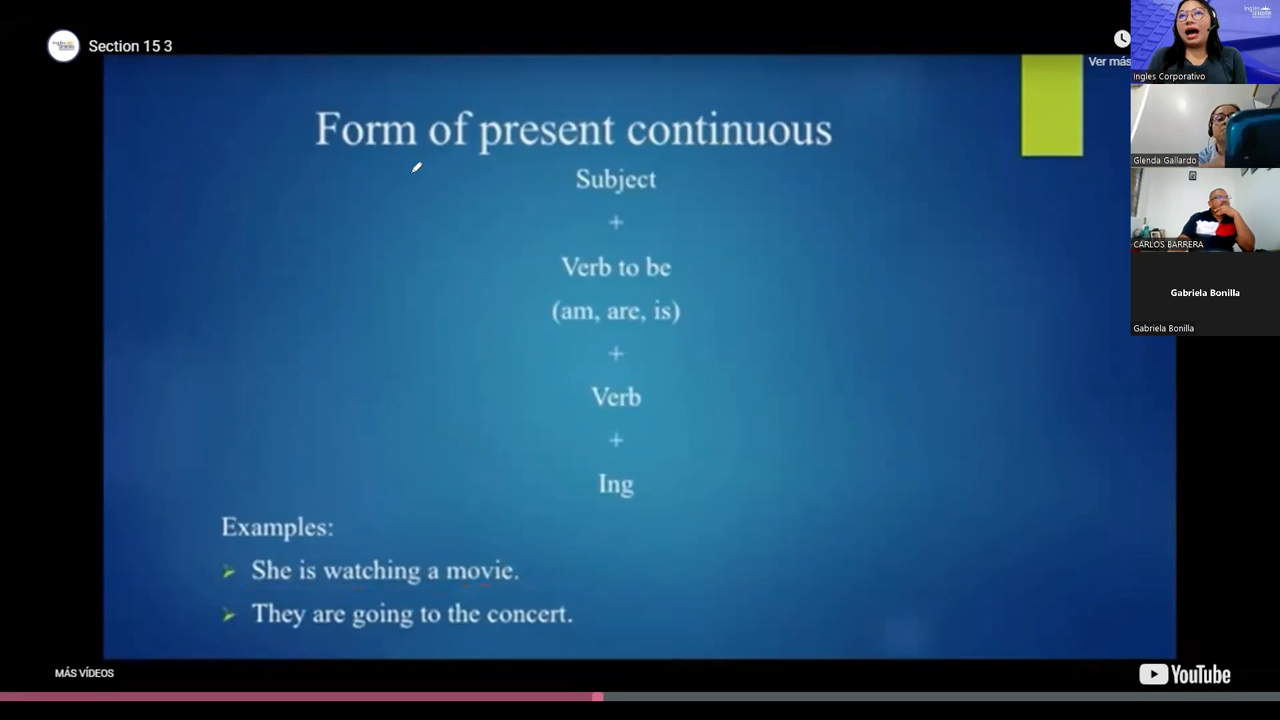 Section 15 3
Ver más
Form of present continuous
Subject
+
Verb to be
(am, are, is)
+
Verb
+
Ing
Examples:
She is watching a movie.
They are going to the concert.
MÁS VÍDEOS
YouTube
Ingles Corporativo
Glenda Gallardo
CARLOS BARRERA
Gabriela Bonilla
Gabriela Bonilla